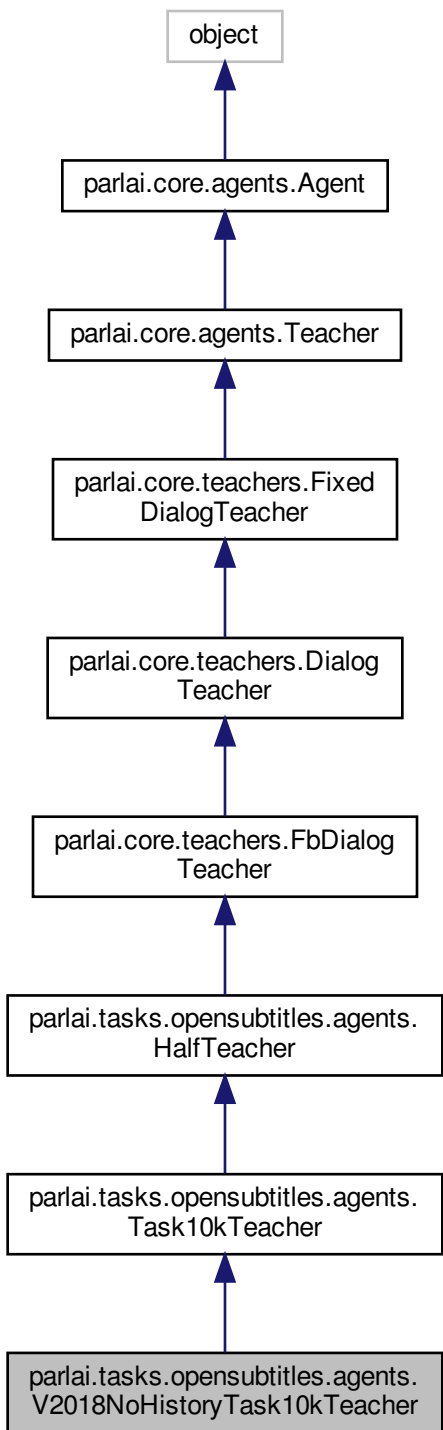 object
parlai.core.agents.Agent
parlai.core.agents.Teacher
parlai.core.teachers.Fixed
DialogTeacher
parlai.core.teachers.Dialog
Teacher
parlai.core.teachers.FbDialog
Teacher
parlai.tasks.opensubtitles.agents.
HalfTeacher
parlai.tasks.opensubtitles.agents.
Task10kTeacher
parlai.tasks.opensubtitles.agents.
V2018NoHistoryTask10kTeacher